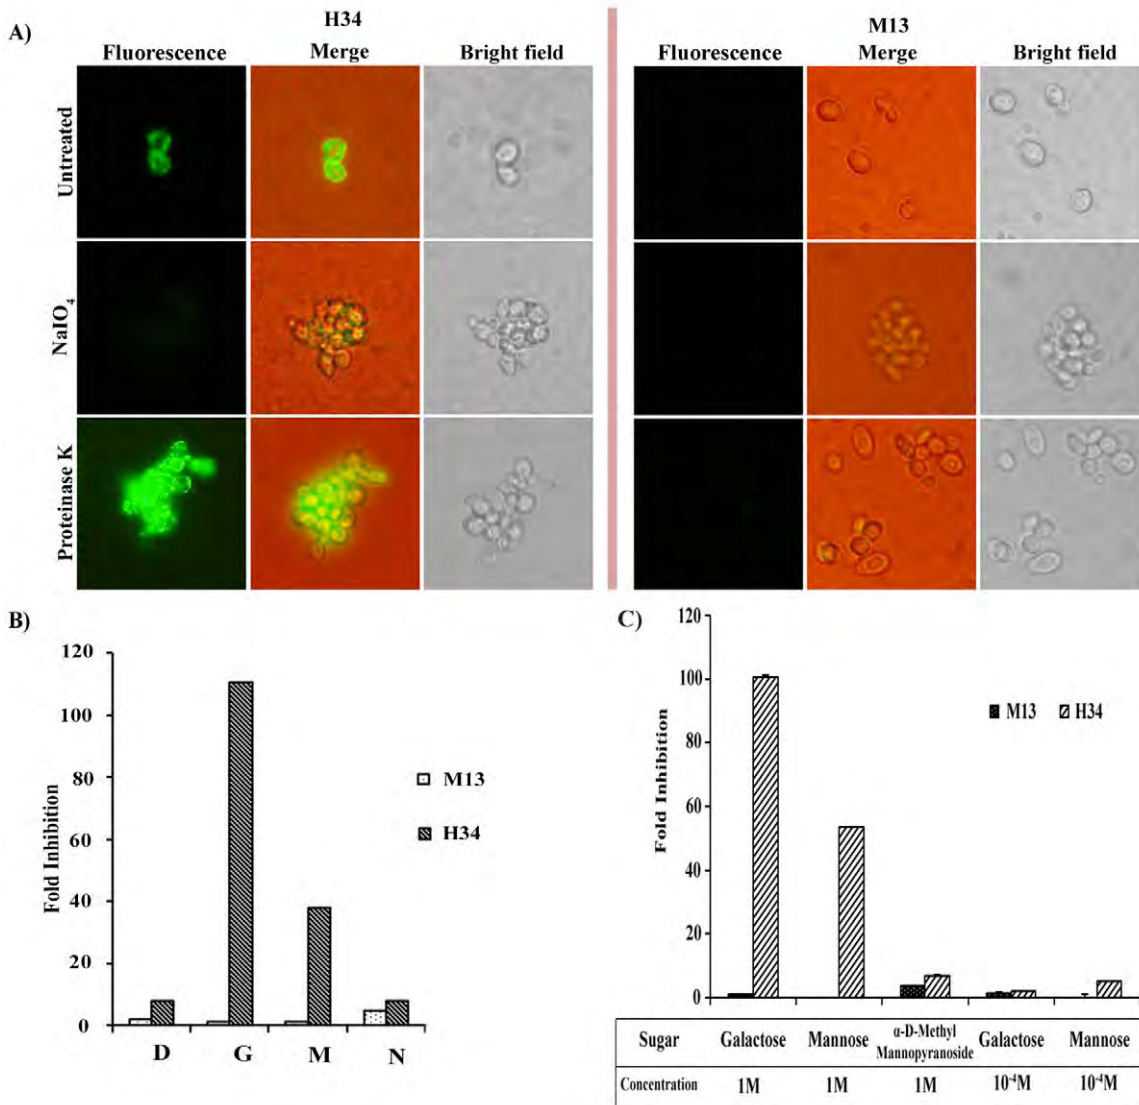 A)
H34
Fluorescence Merge Bright field
M13
Fluorescence Merge Bright field
Untreated
NaIO4
Proteinase K
B)
120
100
80
60
40
20
0
Fold Inhibition
D G M N
M13
H34
C)
120
100
80
60
40
20
0
Fold Inhibition
M13 H34
Sugar Galactose Mannose α-D-Methyl Mannopyranoside Galactose Mannose
Concentration 1M 1M 1M 10-4M 10-4M